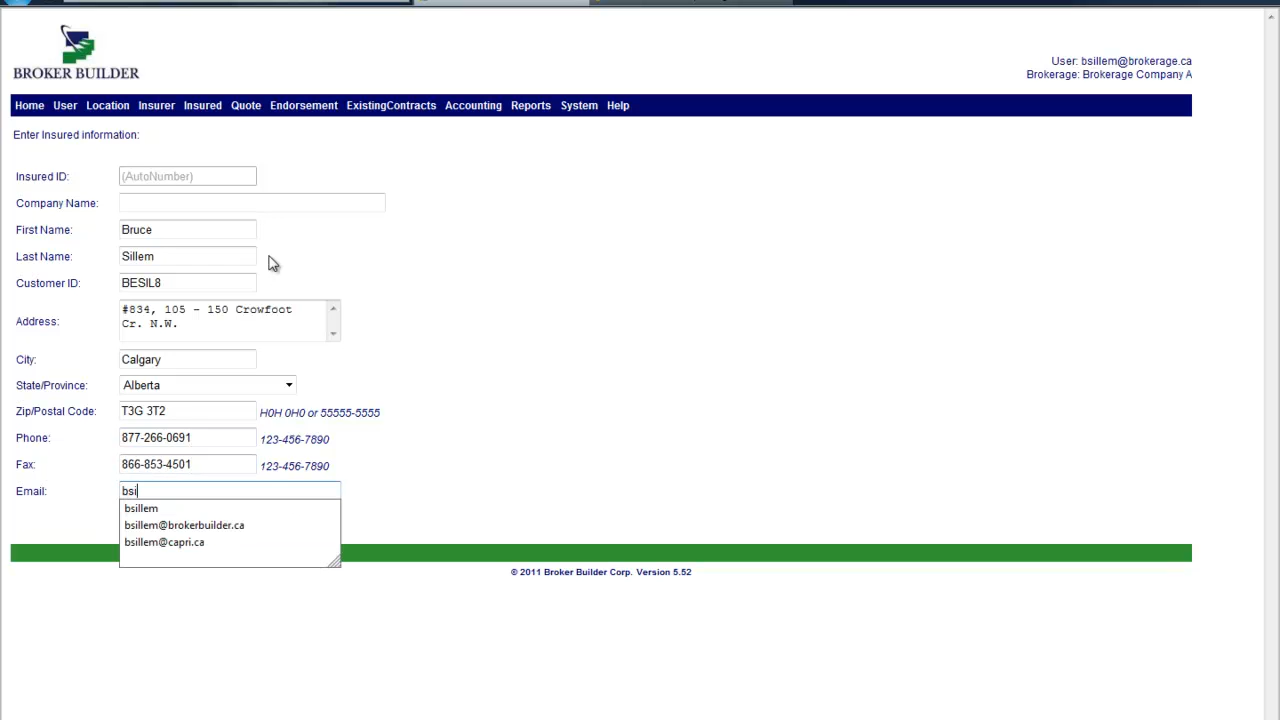 BROKER BUILDER
User: bsillem@brokerage.ca
Brokerage: Brokerage Company A
Home User Location Insurer Insured Quote Endorsement ExistingContracts Accounting Reports System Help
Enter Insured information:
Insured ID: (AutoNumber)
Company Name:
First Name: Bruce
Last Name: Sillem
Customer ID: BESIL8
Address: #834, 105 - 150 Crowfoot
Cr. N.W.
City: Calgary
State/Province: Alberta
Zip/Postal Code: T3G 3T2 H0H 0H0 or 55555-5555
Phone: 877-266-0691 123-456-7890
Fax: 866-853-4501 123-456-7890
Email: bsi
bsillem
bsillem@brokerbuilder.ca
bsillem@capri.ca
© 2011 Broker Builder Corp. Version 5.52